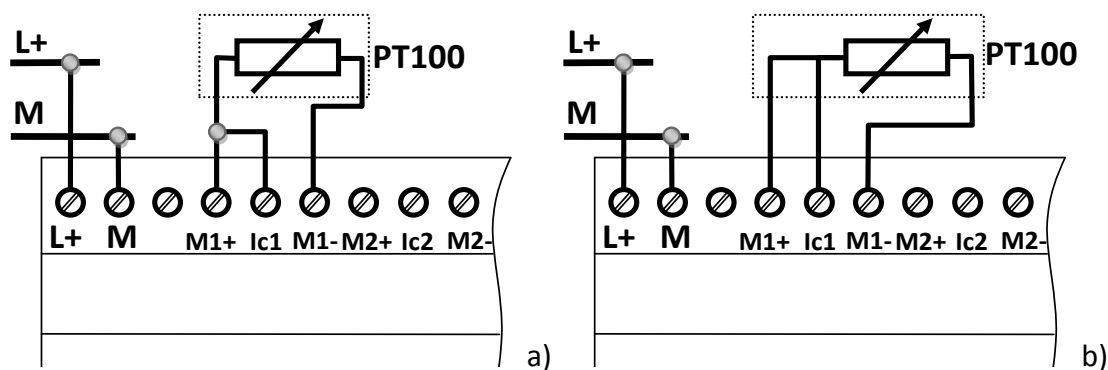 L+
PT100
M
L+ M M1+ Ic1 M1- M2+ Ic2 M2-
a)
L+
PT100
M
L+ M M1+ Ic1 M1- M2+ Ic2 M2-
b)